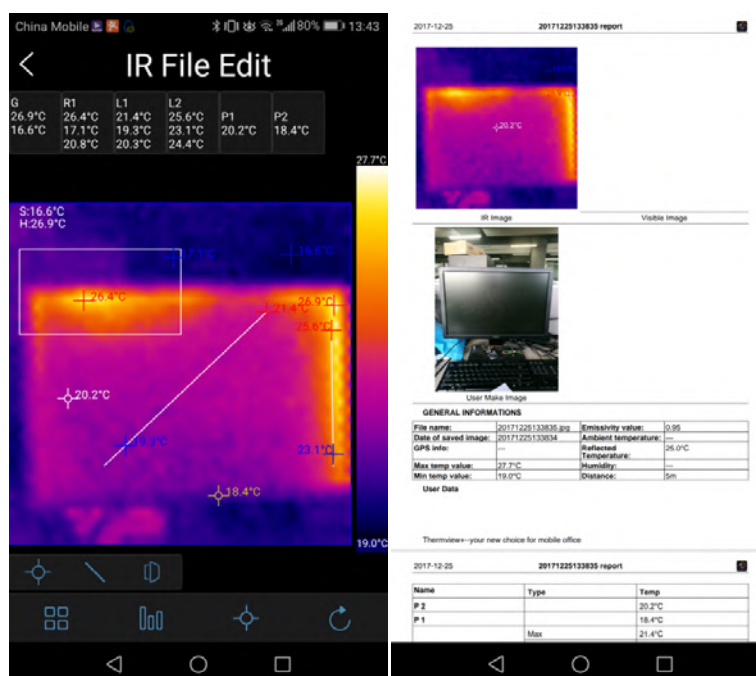 China Mobile 80% 13:43
IR File Edit
G R1 L1 L2 P1 P2
26.9°C 26.4°C 21.4°C 25.6°C 20.2°C 18.4°C
16.6°C 17.1°C 19.3°C 23.1°C
20.8°C 20.3°C 24.4°C
27.7°C
S:16.6°C
H:26.9°C
17.1°C
26.4°C
26.9°C
21.4°C
25.6°C
20.2°C
19.3°C
23.1°C
18.4°C
19.0°C
2017-12-25 20171225133835 report
20.2°C
IR Image Visible Image
User Make Image
GENERAL INFORMATIONS
File name: 20171225133835.jpg Emissivity value: 0.95
Date of saved image: 20171225133834 Ambient temperature: ---
GPS info: --- Reflected Temperature: 26.0°C
Max temp value: 27.7°C Humidity: ---
Min temp value: 19.0°C Distance: 5m
User Data
Thermview+--your new choice for mobile office
2017-12-25 20171225133835 report
Name Type Temp
P 2 20.2°C
P 1 18.4°C
Max 21.4°C